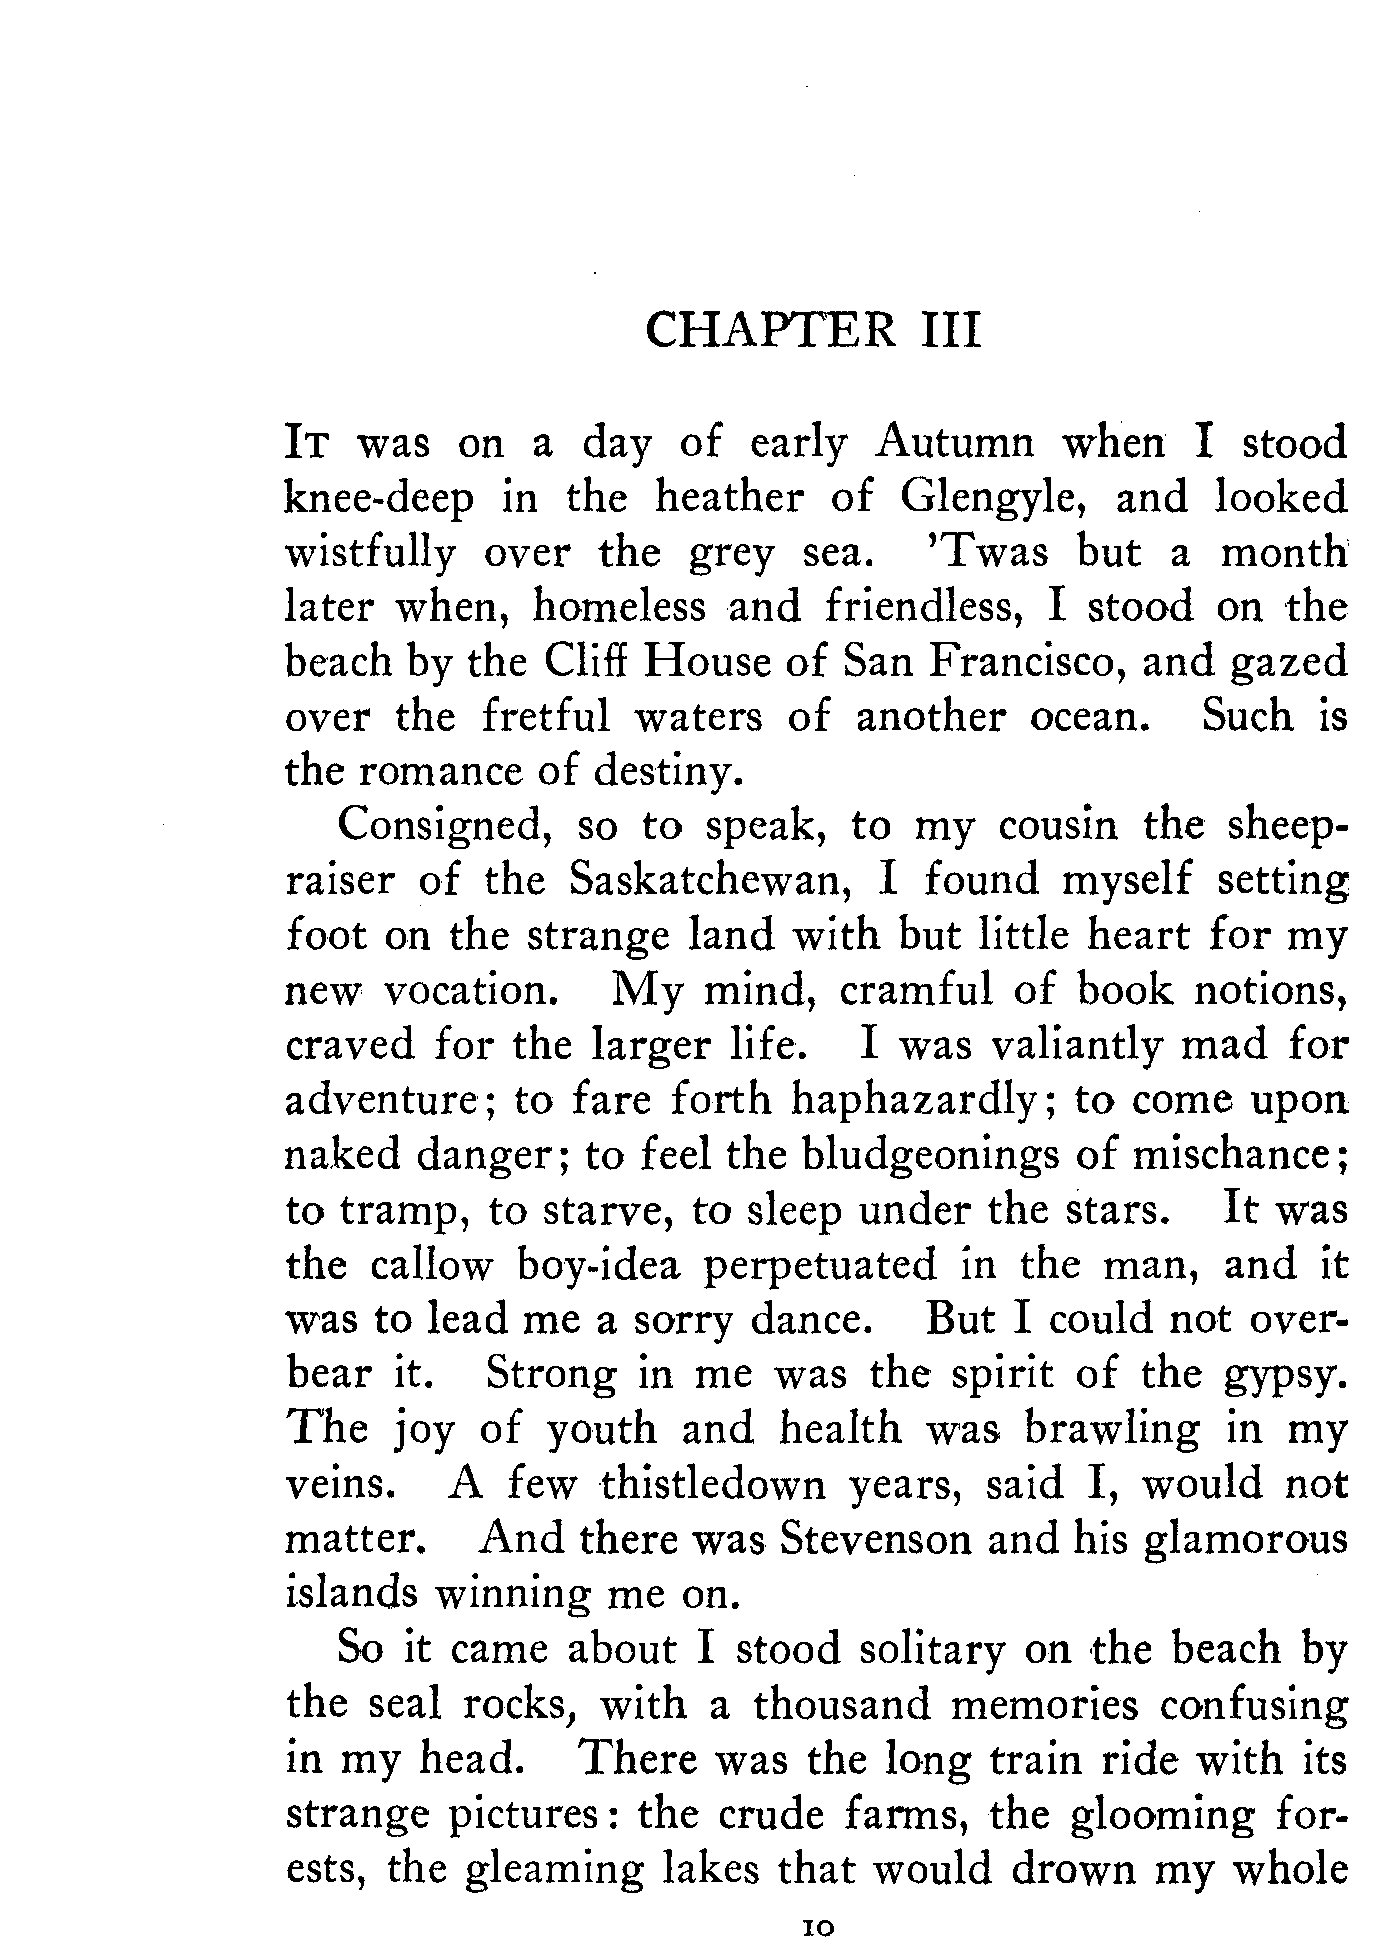 CHAPTER III
It was on a day of early Autumn when I stood
knee-deep in the heather of Glengyle, and looked
wistfully over the grey sea. 'Twas but a month
later when, homeless and friendless, I stood on the
beach by the Cliff House of San Francisco, and gazed
over the fretful waters of another ocean. Such is
the romance of destiny.
Consigned, so to speak, to my cousin the sheep-
raiser of the Saskatchewan, I found myself setting
foot on the strange land with but little heart for my
new vocation. My mind, cramful of book notions,
craved for the larger life. I was valiantly mad for
adventure; to fare forth haphazardly; to come upon
naked danger; to feel the bludgeonings of mischance;
to tramp, to starve, to sleep under the stars. It was
the callow boy-idea perpetuated in the man, and it
was to lead me a sorry dance. But I could not over-
bear it. Strong in me was the spirit of the gypsy.
The joy of youth and health was brawling in my
veins. A few thistledown years, said I, would not
matter. And there was Stevenson and his glamorous
islands winning me on.
So it came about I stood solitary on the beach by
the seal rocks, with a thousand memories confusing
in my head. There was the long train ride with its
strange pictures: the crude farms, the glooming for-
ests, the gleaming lakes that would drown my whole
10